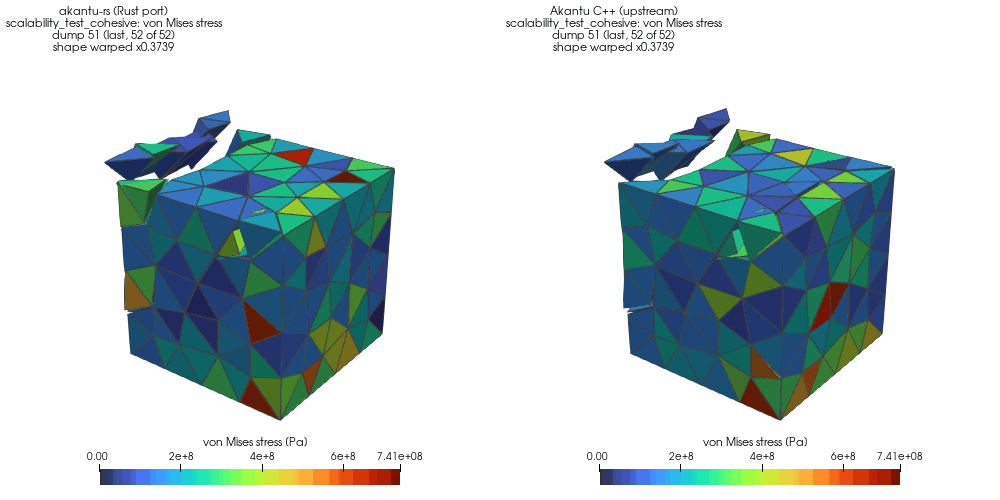 akantu-rs (Rust port)
scalability_test_cohesive: von Mises stress
dump 51 (last, 52 of 52)
shape warped x0.3739
Akantu C++ (upstream)
scalability_test_cohesive: von Mises stress
dump 51 (last, 52 of 52)
shape warped x0.3739
von Mises stress (Pa)
0.00 2e+8 4e+8 6e+8 7.41e+08
von Mises stress (Pa)
0.00 2e+8 4e+8 6e+8 7.41e+08